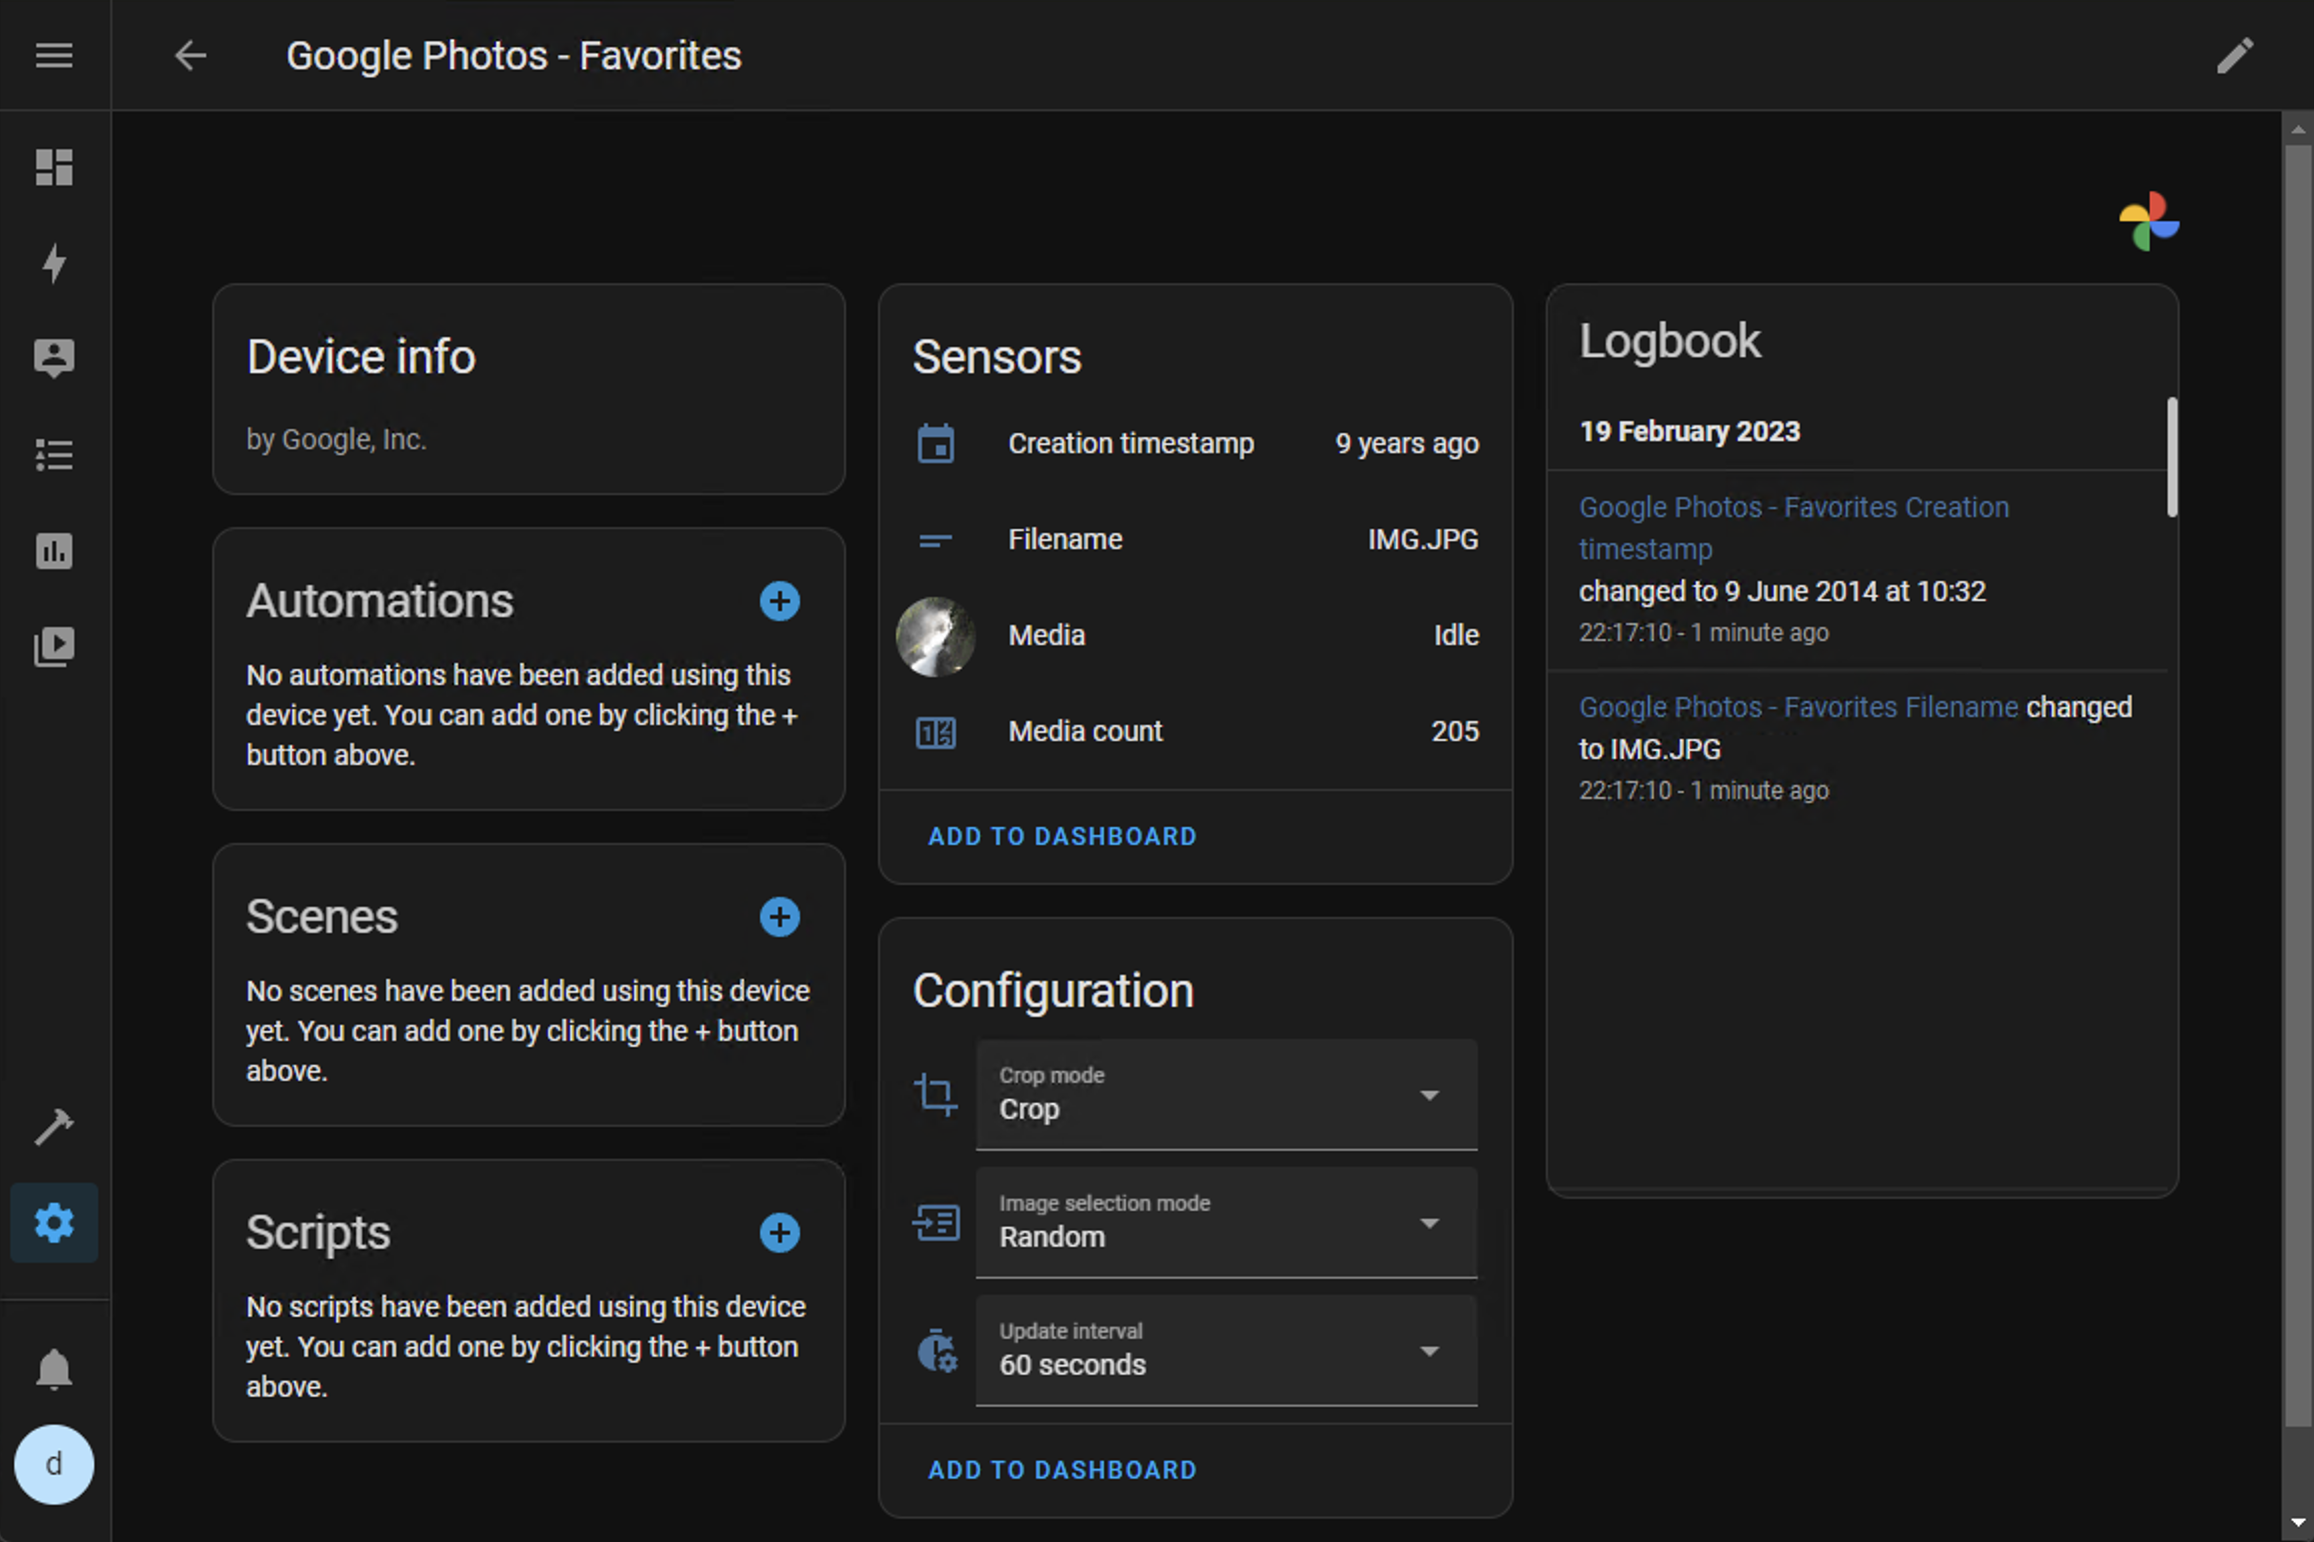 Google Photos - Favorites
Device info
by Google, Inc.
Automations
No automations have been added using this
device yet. You can add one by clicking the +
button above.
Scenes
No scenes have been added using this device
yet. You can add one by clicking the + button
above.
Scripts
No scripts have been added using this device
yet. You can add one by clicking the + button
above.
d
Sensors
Creation timestamp 9 years ago
Filename IMG.JPG
Media Idle
Media count 205
ADD TO DASHBOARD
Configuration
Crop mode
Crop
Image selection mode
Random
Update interval
60 seconds
ADD TO DASHBOARD
Logbook
19 February 2023
Google Photos - Favorites Creation
timestamp
changed to 9 June 2014 at 10:32
22:17:10 - 1 minute ago
Google Photos - Favorites Filename changed
to IMG.JPG
22:17:10 - 1 minute ago